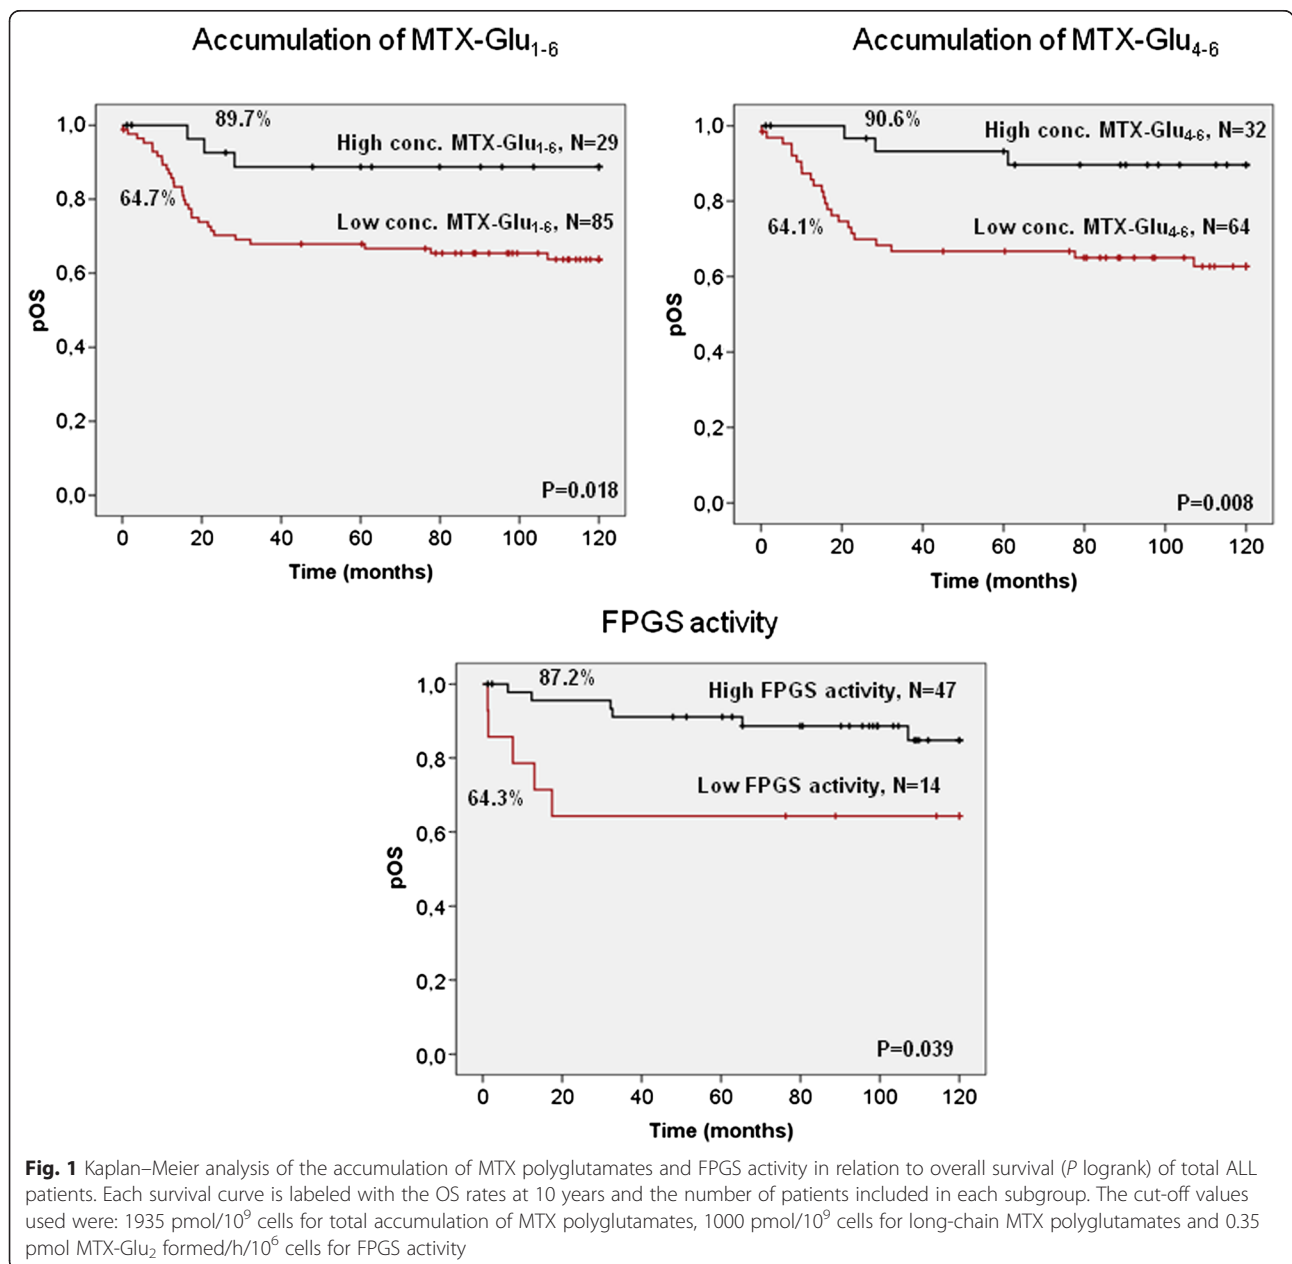 Accumulation of MTX-Glu1-6
Accumulation of MTX-Glu4-6
89.7%
High conc. MTX-Glu1-6, N=29
64.7%
Low conc. MTX-Glu1-6, N=85
P=0.018
pOS
1,0
0,8
0,6
0,4
0,2
0,0
0 20 40 60 80 100 120
Time (months)
90.6%
High conc. MTX-Glu4-6, N=32
64.1%
Low conc. MTX-Glu4-6, N=64
P=0.008
pOS
1,0
0,8
0,6
0,4
0,2
0,0
0 20 40 60 80 100 120
Time (months)
FPGS activity
87.2%
High FPGS activity, N=47
Low FPGS activity, N=14
64.3%
P=0.039
pOS
1,0
0,8
0,6
0,4
0,2
0,0
0 20 40 60 80 100 120
Time (months)
Fig. 1 Kaplan–Meier analysis of the accumulation of MTX polyglutamates and FPGS activity in relation to overall survival (P logrank) of total ALL
patients. Each survival curve is labeled with the OS rates at 10 years and the number of patients included in each subgroup. The cut-off values
used were: 1935 pmol/10⁹ cells for total accumulation of MTX polyglutamates, 1000 pmol/10⁹ cells for long-chain MTX polyglutamates and 0.35
pmol MTX-Glu₂ formed/h/10⁶ cells for FPGS activity